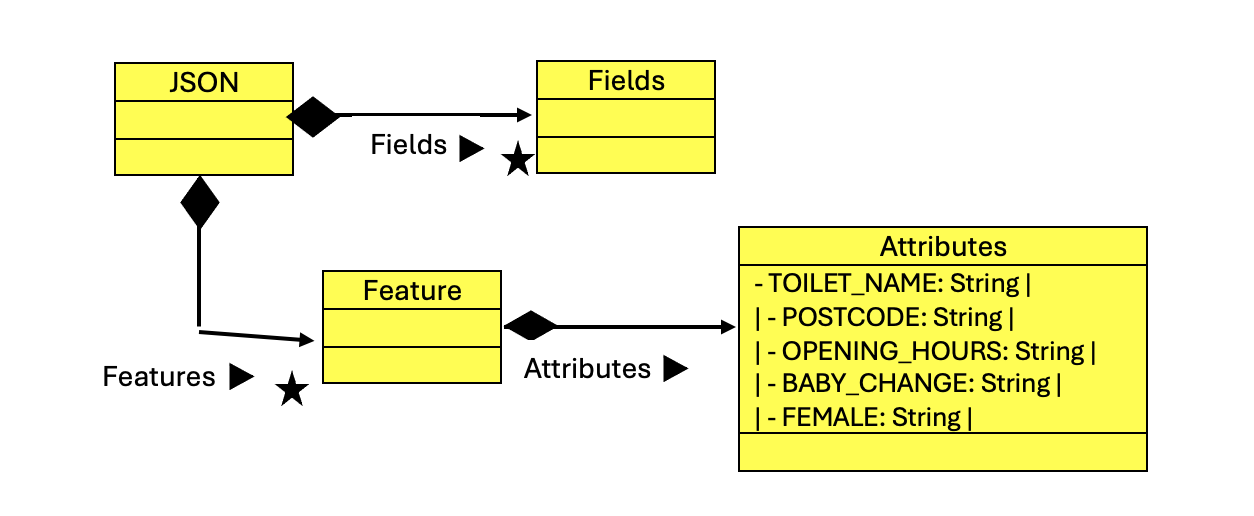 JSON
Fields
Fields
Feature
Features
Attributes
Attributes
- TOILET_NAME: String |
| - POSTCODE: String |
| - OPENING_HOURS: String |
| - BABY_CHANGE: String |
| - FEMALE: String |